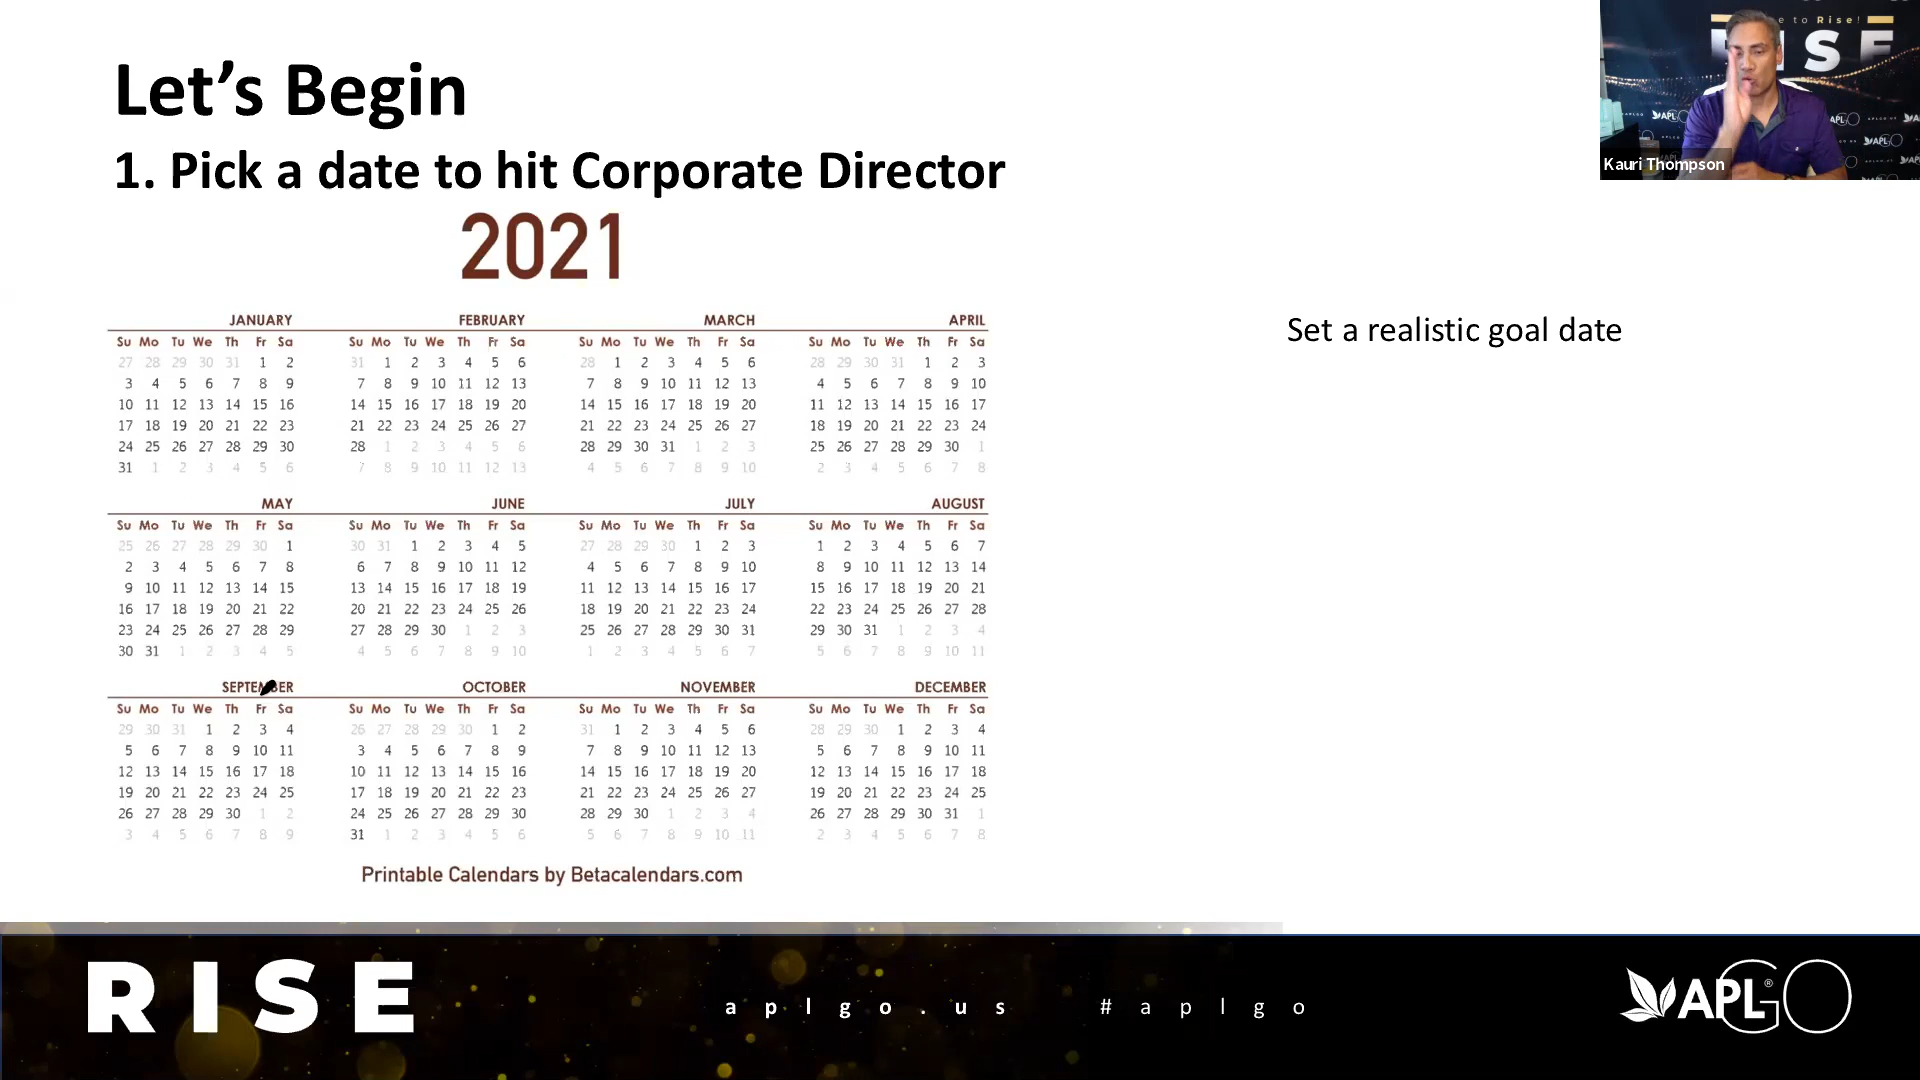 Let's Begin
1. Pick a date to hit Corporate Director
2021
JANUARY
Su Mo Tu We Th Fr Sa
27 28 29 30 31 1 2
3 4 5 6 7 8 9
10 11 12 13 14 15 16
17 18 19 20 21 22 23
24 25 26 27 28 29 30
31 1 2 3 4 5 6
FEBRUARY
Su Mo Tu We Th Fr Sa
31 1 2 3 4 5 6
7 8 9 10 11 12 13
14 15 16 17 18 19 20
21 22 23 24 25 26 27
28 1 2 3 4 5 6
7 8 9 10 11 12 13
MARCH
Su Mo Tu We Th Fr Sa
28 1 2 3 4 5 6
7 8 9 10 11 12 13
14 15 16 17 18 19 20
21 22 23 24 25 26 27
28 29 30 31 1 2 3
4 5 6 7 8 9 10
APRIL
Su Mo Tu We Th Fr Sa
28 29 30 31 1 2 3
4 5 6 7 8 9 10
11 12 13 14 15 16 17
18 19 20 21 22 23 24
25 26 27 28 29 30 1
2 3 4 5 6 7 8
MAY
Su Mo Tu We Th Fr Sa
25 26 27 28 29 30 1
2 3 4 5 6 7 8
9 10 11 12 13 14 15
16 17 18 19 20 21 22
23 24 25 26 27 28 29
30 31 1 2 3 4 5
JUNE
Su Mo Tu We Th Fr Sa
30 31 1 2 3 4 5
6 7 8 9 10 11 12
13 14 15 16 17 18 19
20 21 22 23 24 25 26
27 28 29 30 1 2 3
4 5 6 7 8 9 10
JULY
Su Mo Tu We Th Fr Sa
27 28 29 30 1 2 3
4 5 6 7 8 9 10
11 12 13 14 15 16 17
18 19 20 21 22 23 24
25 26 27 28 29 30 31
1 2 3 4 5 6 7
AUGUST
Su Mo Tu We Th Fr Sa
1 2 3 4 5 6 7
8 9 10 11 12 13 14
15 16 17 18 19 20 21
22 23 24 25 26 27 28
29 30 31 1 2 3 4
5 6 7 8 9 10 11
SEPTEMBER
Su Mo Tu We Th Fr Sa
29 30 31 1 2 3 4
5 6 7 8 9 10 11
12 13 14 15 16 17 18
19 20 21 22 23 24 25
26 27 28 29 30 1 2
3 4 5 6 7 8 9
OCTOBER
Su Mo Tu We Th Fr Sa
26 27 28 29 30 1 2
3 4 5 6 7 8 9
10 11 12 13 14 15 16
17 18 19 20 21 22 23
24 25 26 27 28 29 30
31 1 2 3 4 5 6
NOVEMBER
Su Mo Tu We Th Fr Sa
31 1 2 3 4 5 6
7 8 9 10 11 12 13
14 15 16 17 18 19 20
21 22 23 24 25 26 27
28 29 30 1 2 3 4
5 6 7 8 9 10 11
DECEMBER
Su Mo Tu We Th Fr Sa
28 29 30 1 2 3 4
5 6 7 8 9 10 11
12 13 14 15 16 17 18
19 20 21 22 23 24 25
26 27 28 29 30 31 1
2 3 4 5 6 7 8
Printable Calendars by Betacalendars.com
Set a realistic goal date
to Rise!
Kauri Thompson
RISE
aplgo.us #aplgo
APLGO®